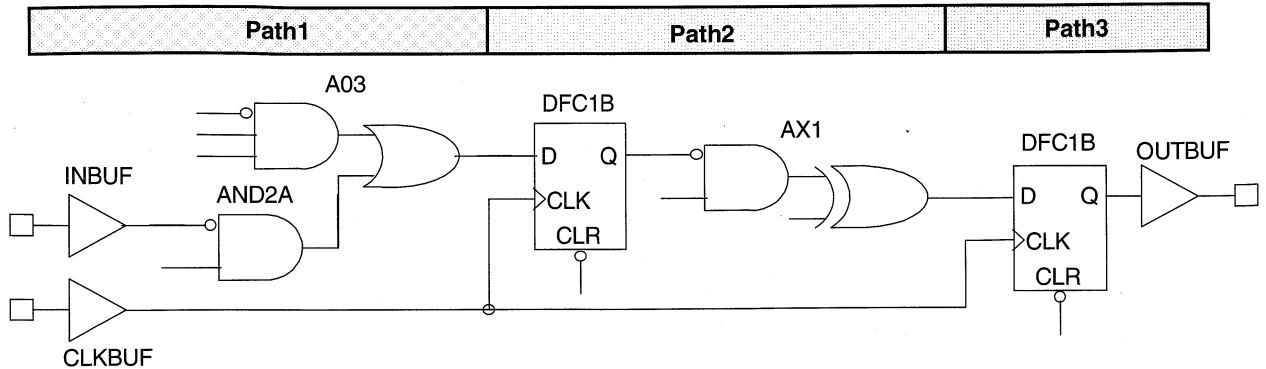 Path1 Path2 Path3
A03
DFC1B
AX1
DFC1B
OUTBUF
INBUF
AND2A
D Q
CLK
CLR
D Q
CLK
CLR
CLKBUF